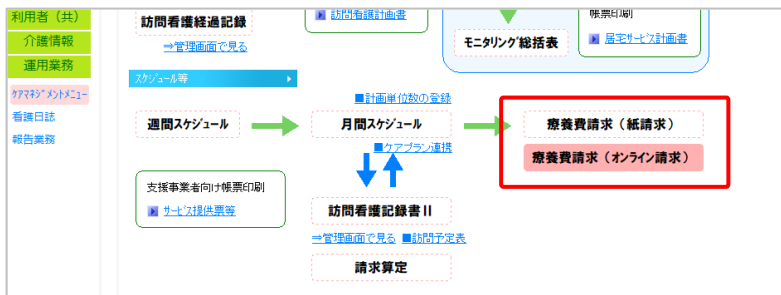 利用者（共）
介護情報
運用業務
ｹｱﾏﾈｼﾞﾒﾝﾄﾒﾆｭｰ
看護日誌
報告業務
訪問看護経過記録
⇒管理画面で見る
訪問看護計画書
モニタリング総括表
帳票印刷
居宅ｻｰﾋﾞｽ計画書
スケジュール等
■計画単位数の登録
週間スケジュール
月間スケジュール
療養費請求（紙請求）
■ケアプラン連携
療養費請求（オンライン請求）
支援事業者向け帳票印刷
ｻｰﾋﾞｽ提供票等
訪問看護記録書Ⅱ
⇒管理画面で見る ■訪問予定表
請求算定